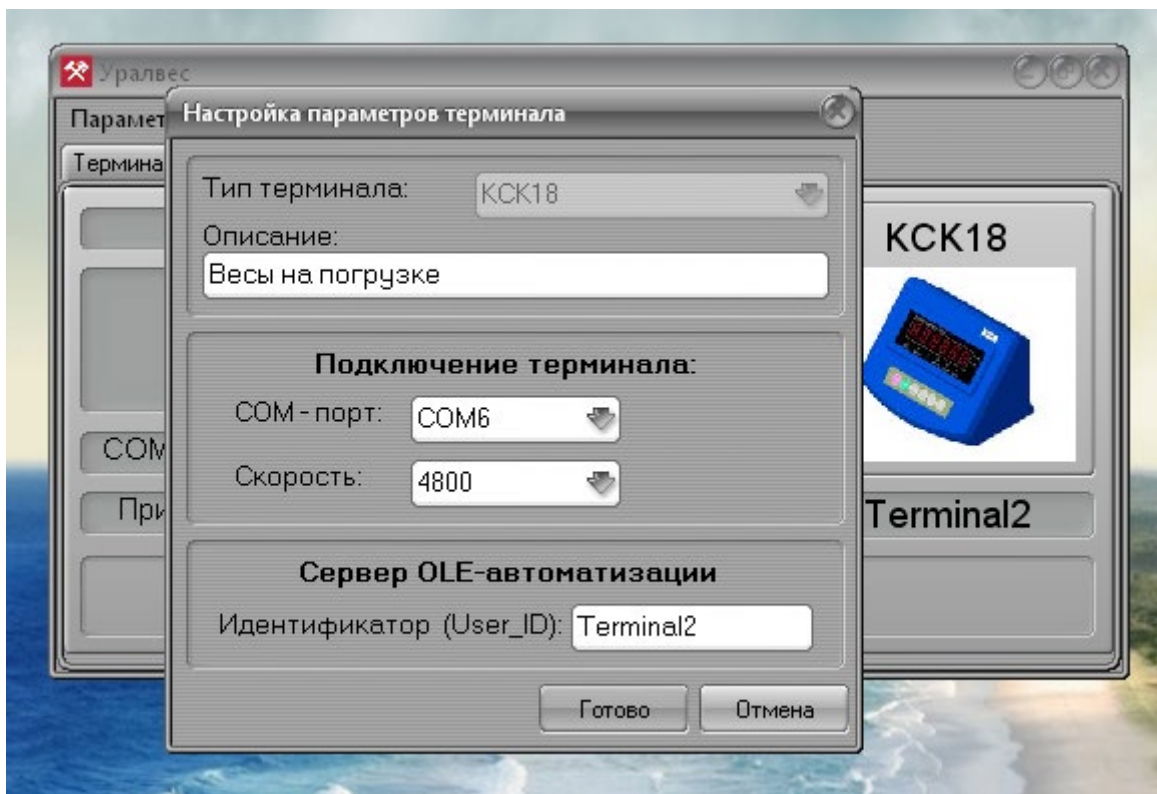 Уралвес
Настройка параметров терминала
Тип терминала: КСК18
Описание:
Весы на погрузке
Подключение терминала:
COM-порт: COM6
Скорость: 4800
Сервер OLE-автоматизации
Идентификатор (User_ID): Terminal2
Готово Отмена
Парамет
Термина
COM
При
КСК18
Terminal2